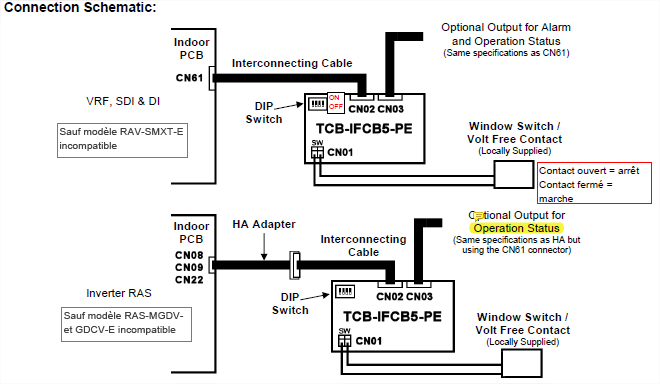 Connection Schematic:
Optional Output for Alarm
and Operation Status
(Same specifications as CN61)
Indoor
PCB
Interconnecting Cable
CN61
VRF, SDI & DI
DIP
Switch
ON
OFF
CN02 CN03
TCB-IFCB5-PE
SW
CN01
Window Switch /
Volt Free Contact
(Locally Supplied)
Sauf modèle RAV-SMXT-E
incompatible
Contact ouvert = arrêt
Contact fermé =
marche
HA Adapter
Indoor
PCB
Interconnecting
Cable
Optional Output for
Operation Status
(Same specifications as HA but
using the CN61 connector)
CN08
CN09
CN22
Inverter RAS
DIP
Switch
CN02 CN03
TCB-IFCB5-PE
SW
CN01
Window Switch /
Volt Free Contact
(Locally Supplied)
Sauf modèle RAS-MGDV-
et GDCV-E incompatible